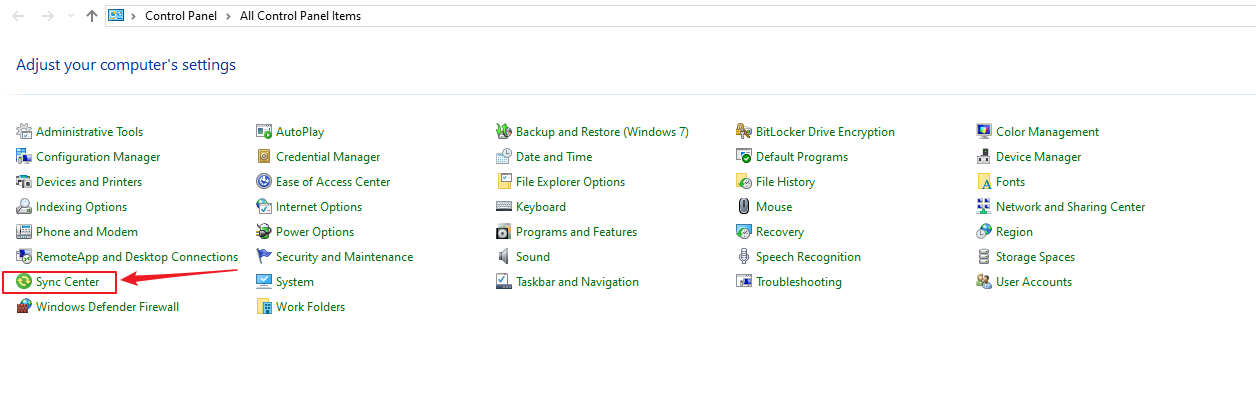 Control Panel > All Control Panel Items
Adjust your computer's settings
Administrative Tools AutoPlay Backup and Restore (Windows 7) BitLocker Drive Encryption Color Management
Configuration Manager Credential Manager Date and Time Default Programs Device Manager
Devices and Printers Ease of Access Center File Explorer Options File History Fonts
Indexing Options Internet Options Keyboard Mouse Network and Sharing Center
Phone and Modem Power Options Programs and Features Recovery Region
RemoteApp and Desktop Connections Security and Maintenance Sound Speech Recognition Storage Spaces
Sync Center System Taskbar and Navigation Troubleshooting User Accounts
Windows Defender Firewall Work Folders